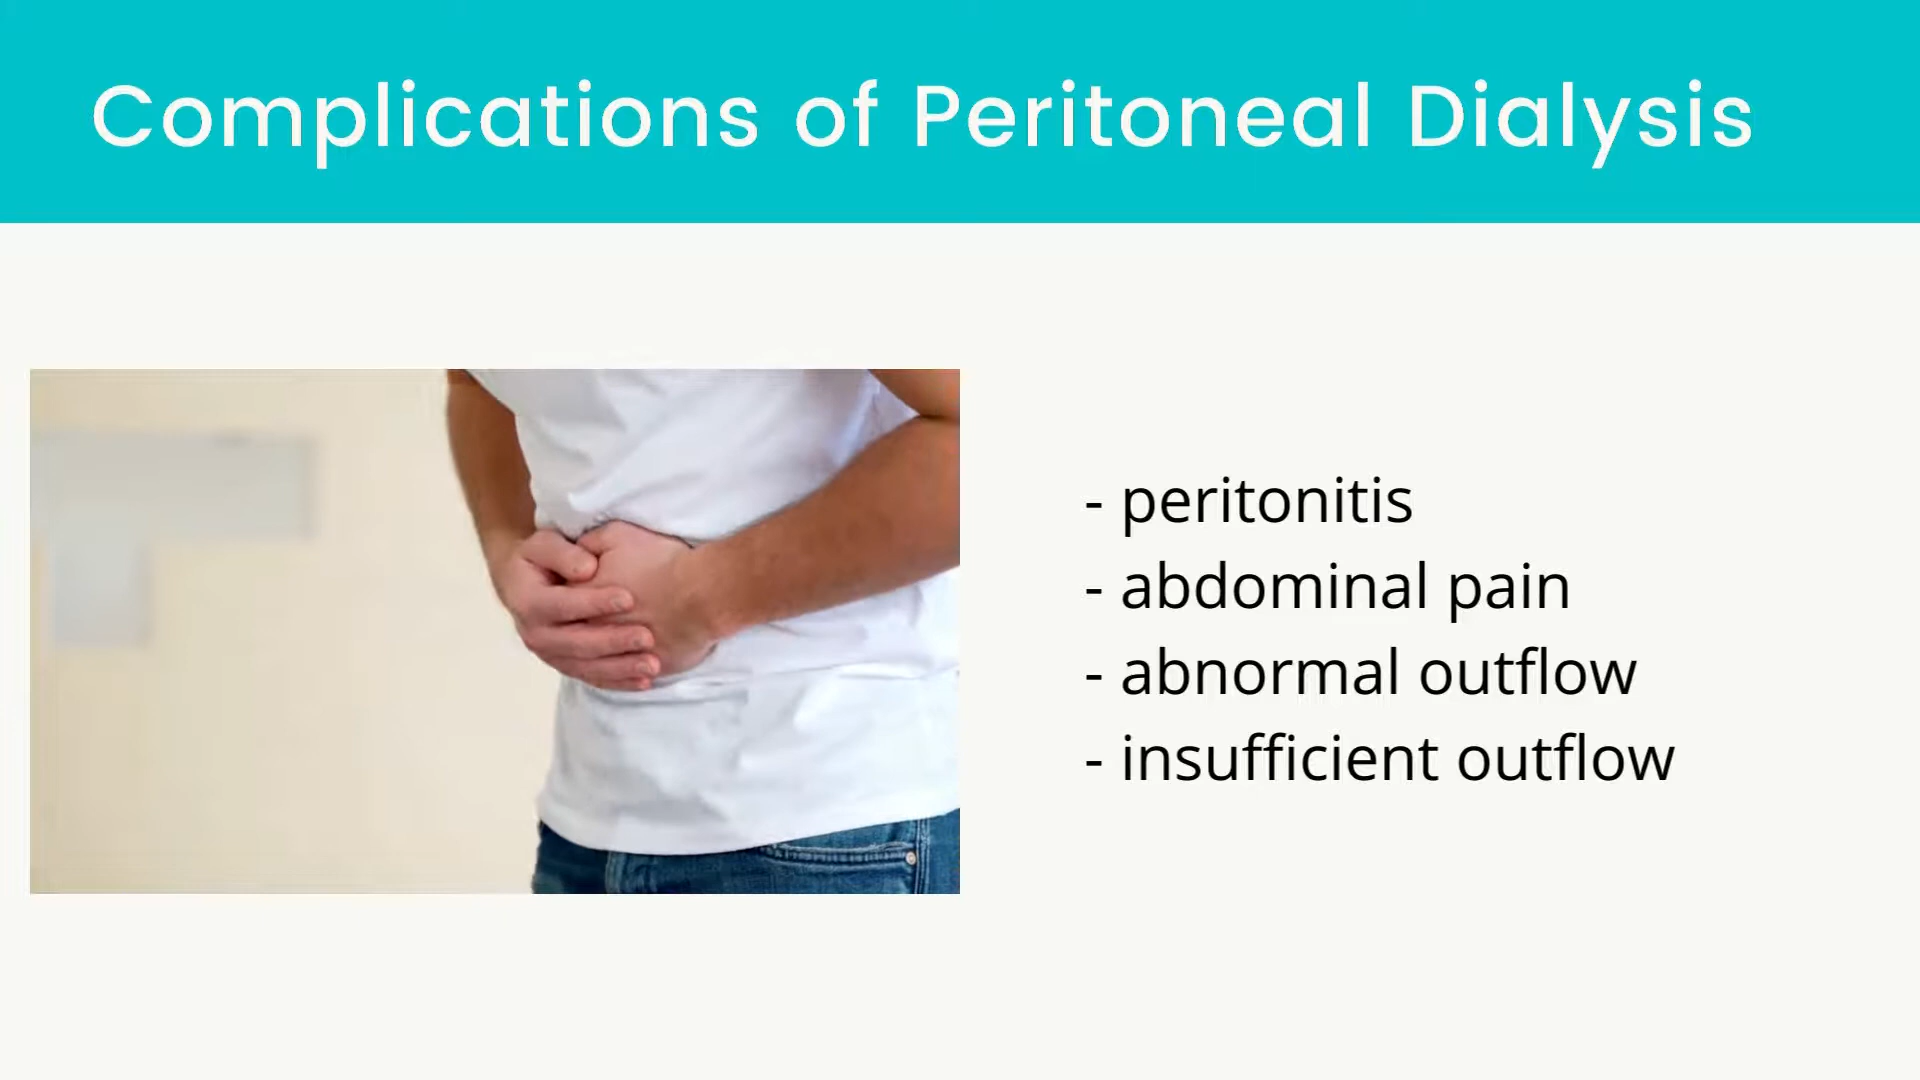 Complications of Peritoneal Dialysis
- peritonitis
- abdominal pain
- abnormal outflow
- insufficient outflow